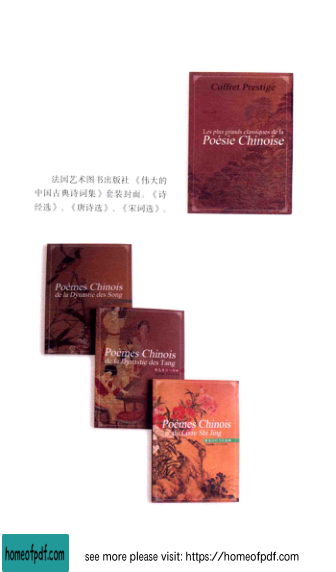 Coffret Prestige
Les plus grands classiques de la
Poèsie Chinoise
法国艺术图书出版社《伟大的
中国古典诗词集》套装封面,《诗
经选》、《唐诗选》、《宋词选》。
Poèmes Chinois
de la Dynastie des Song
Poèmes Chinois
de la Dynastie des Tang
Poèmes Chinois
du Livre Shi Jing
homeofpdf.com
see more please visit: https://homeofpdf.com